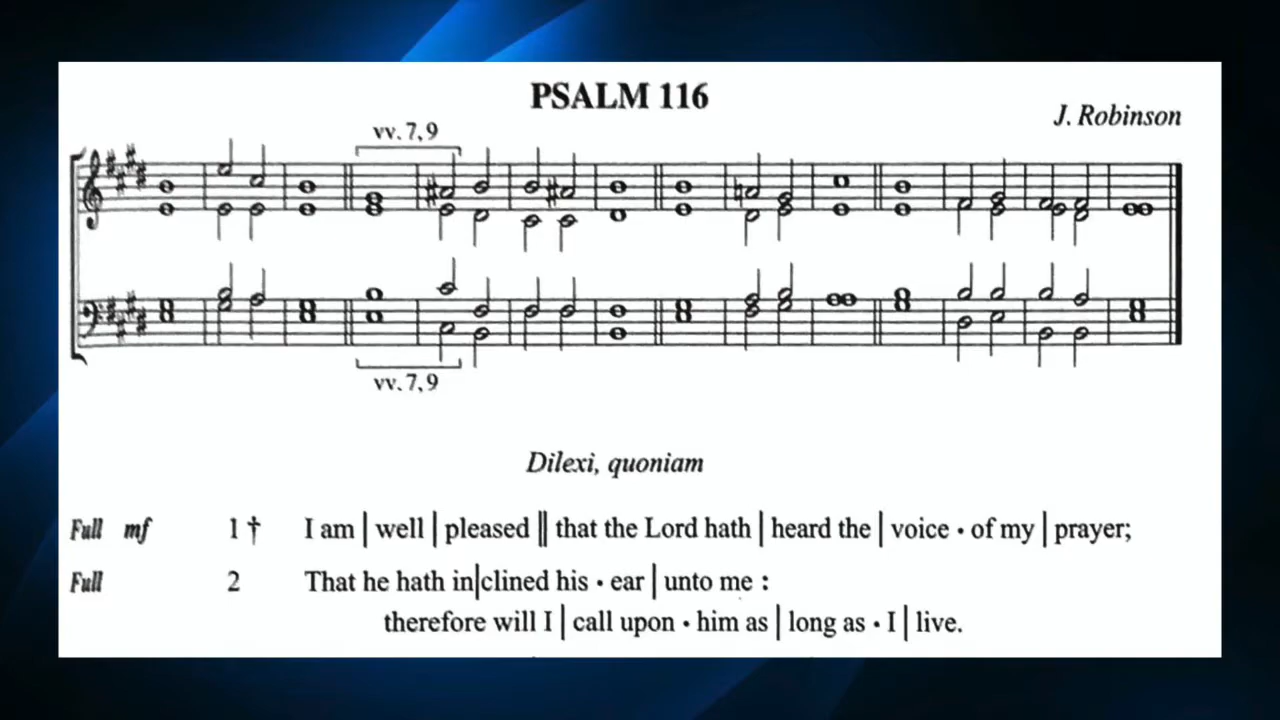 PSALM 116
J. Robinson
vv. 7, 9
vv. 7, 9
Dilexi, quoniam
Full mf 1 † I am | well | pleased || that the Lord hath | heard the | voice • of my | prayer;
Full 2 That he hath in|clined his • ear | unto me :
therefore will I | call upon • him as | long as • I | live.